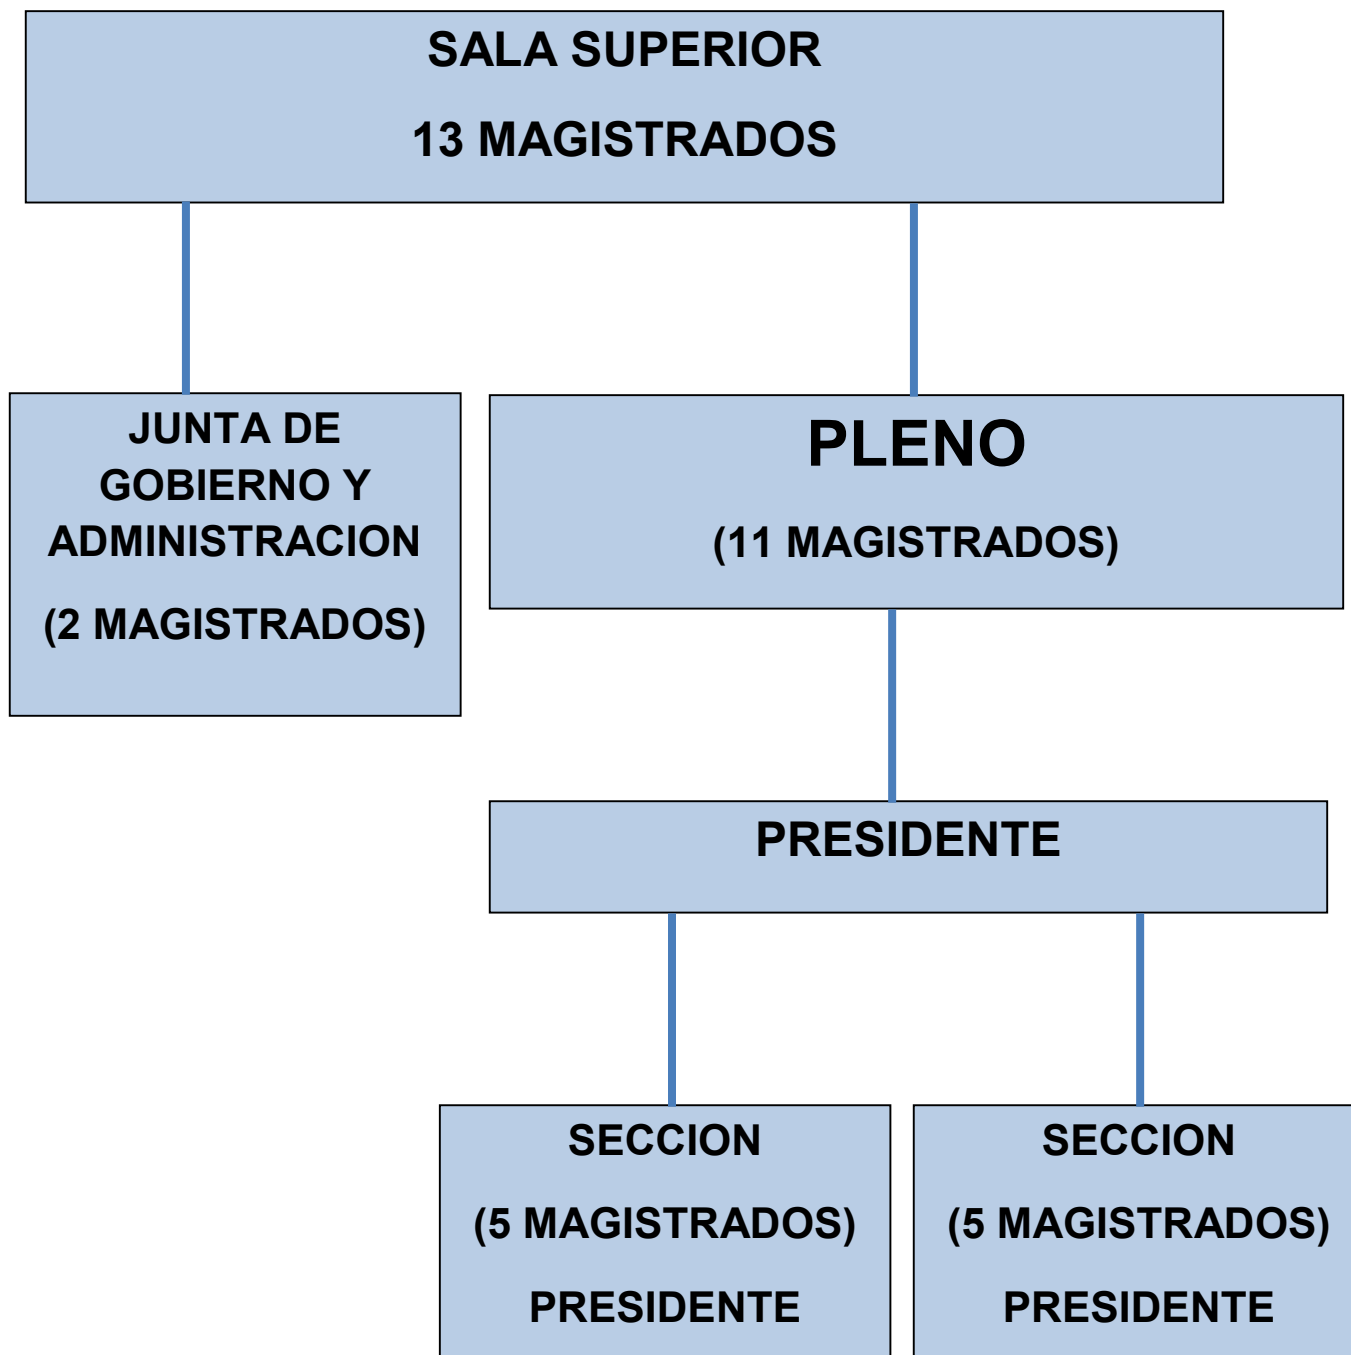 SALA SUPERIOR
13 MAGISTRADOS
JUNTA DE
GOBIERNO Y
ADMINISTRACION
(2 MAGISTRADOS)
PLENO
(11 MAGISTRADOS)
PRESIDENTE
SECCION
(5 MAGISTRADOS)
PRESIDENTE
SECCION
(5 MAGISTRADOS)
PRESIDENTE